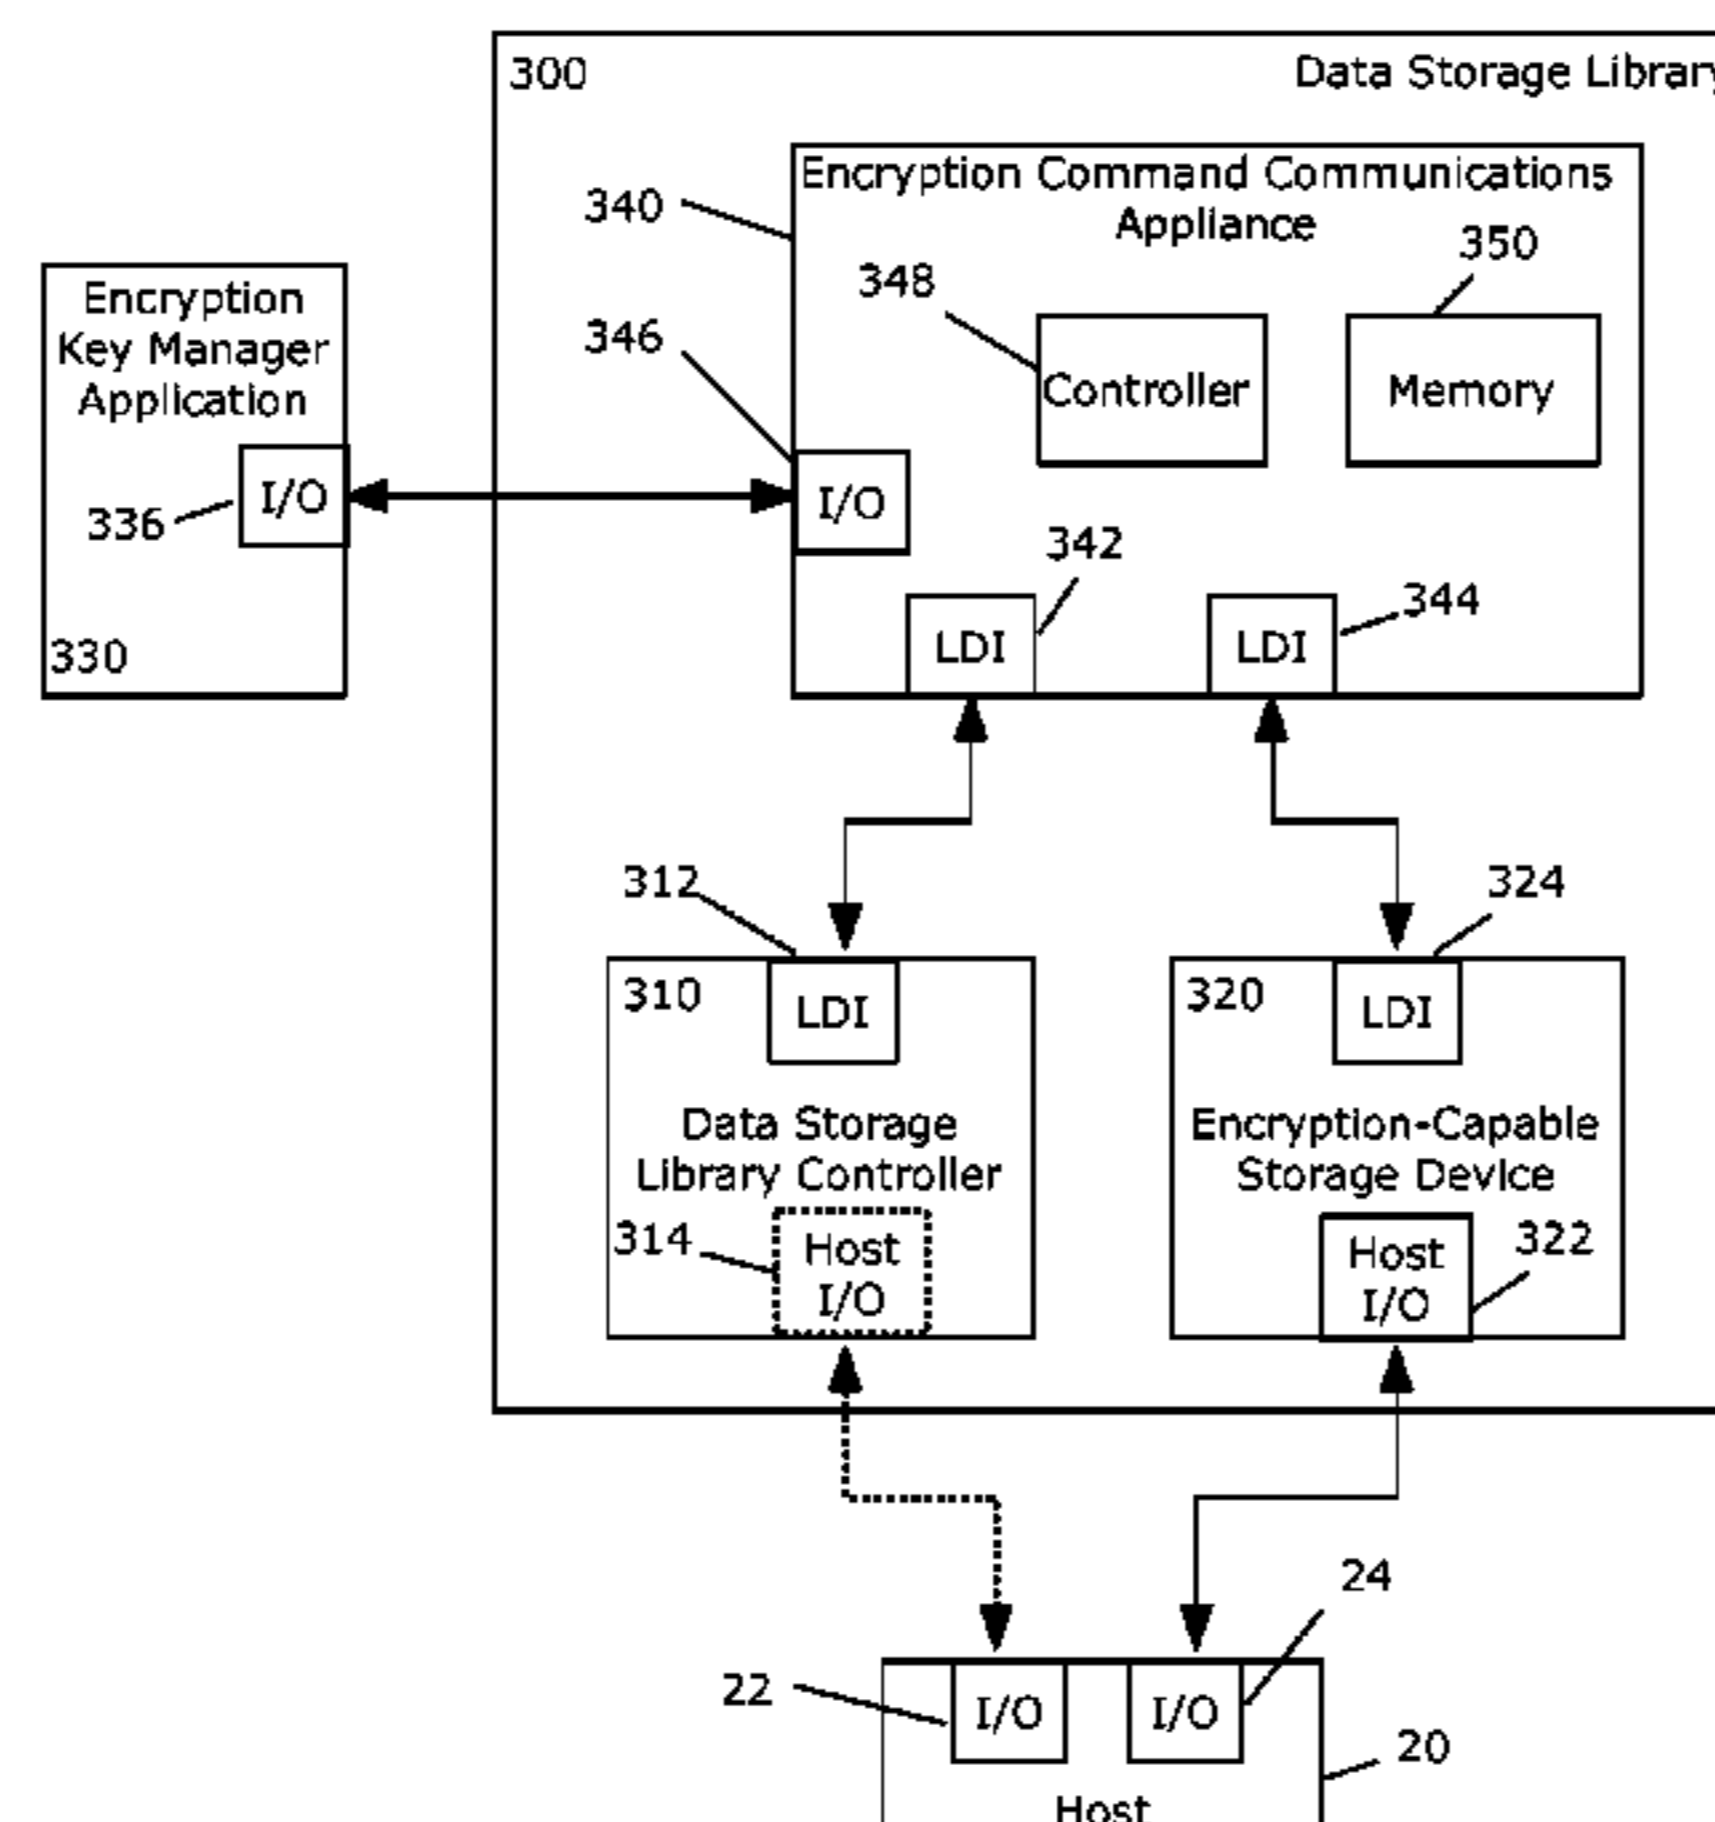 300
Data Storage Library
Encryption Command Communications
Appliance
340
350
348
346
Controller
Memory
Encryption
Key Manager
Application
I/O
336
330
I/O
342
344
LDI
LDI
312
324
310
LDI
320
LDI
Data Storage
Library Controller
314
Host
I/O
Encryption-Capable
Storage Device
Host
I/O
322
24
22
I/O
I/O
20
Host